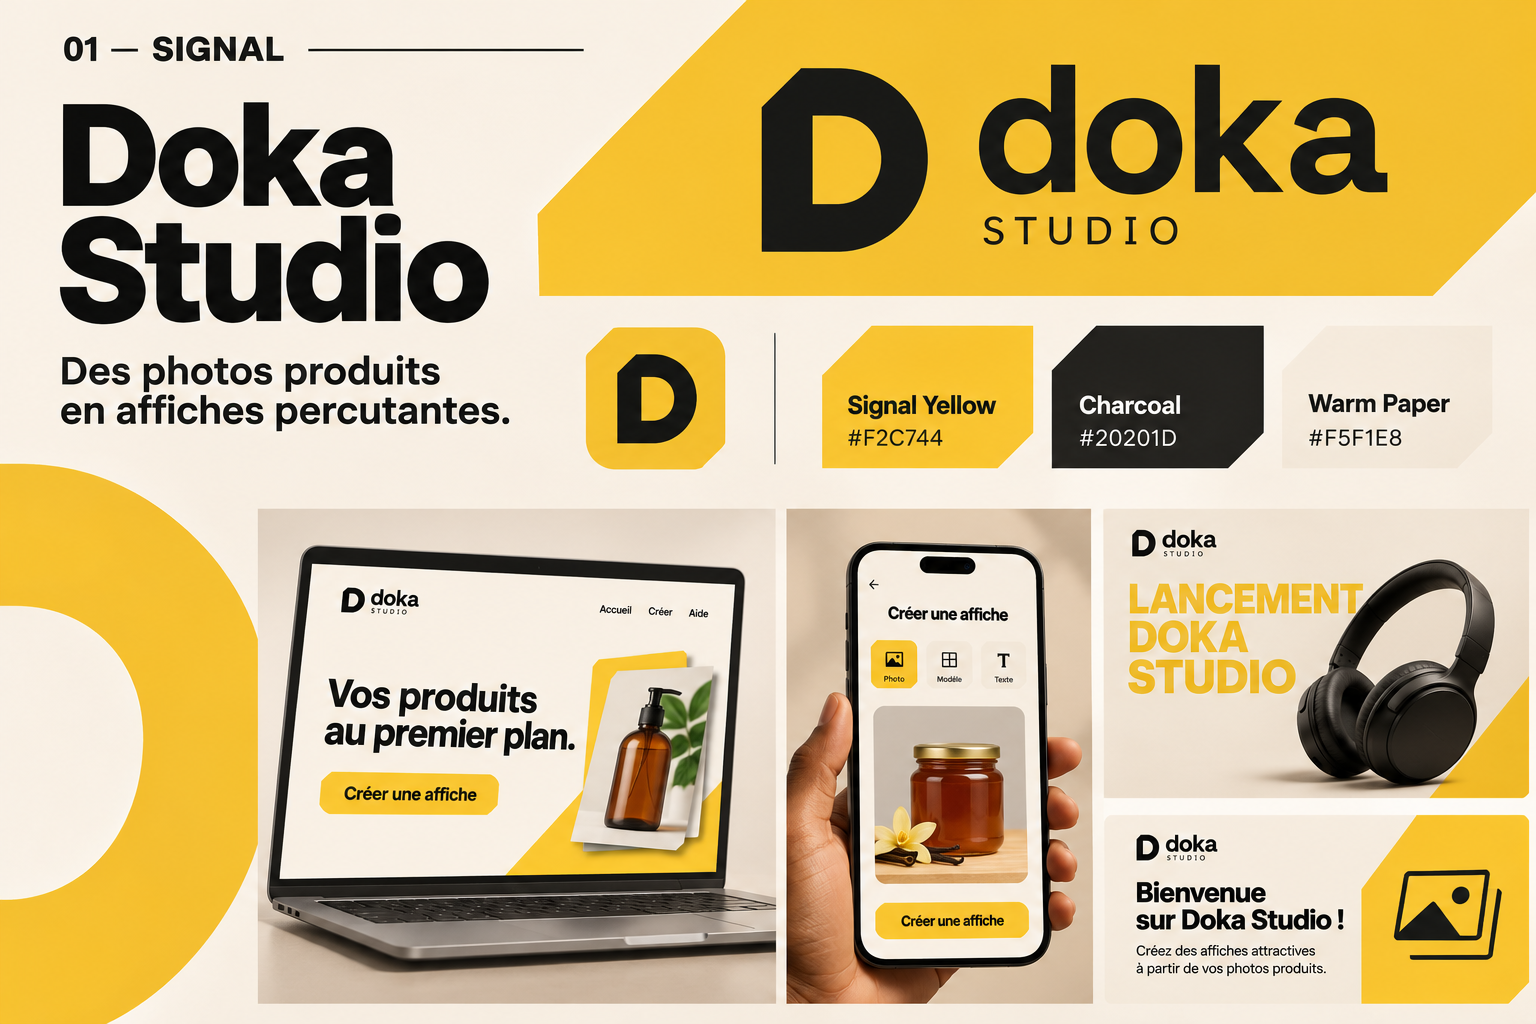 01 — SIGNAL
Doka
Studio
Des photos produits
en affiches percutantes.
D doka
STUDIO
D
Signal Yellow
#F2C744
Charcoal
#20201D
Warm Paper
#F5F1E8
D doka
STUDIO
Accueil Créer Aide
Vos produits
au premier plan.
Créer une affiche
←
Créer une affiche
T
Photo Modèle Texte
Créer une affiche
D doka
STUDIO
LANCEMENT
DOKA
STUDIO
D doka
STUDIO
Bienvenue
sur Doka Studio !
Créez des affiches attractives
à partir de vos photos produits.